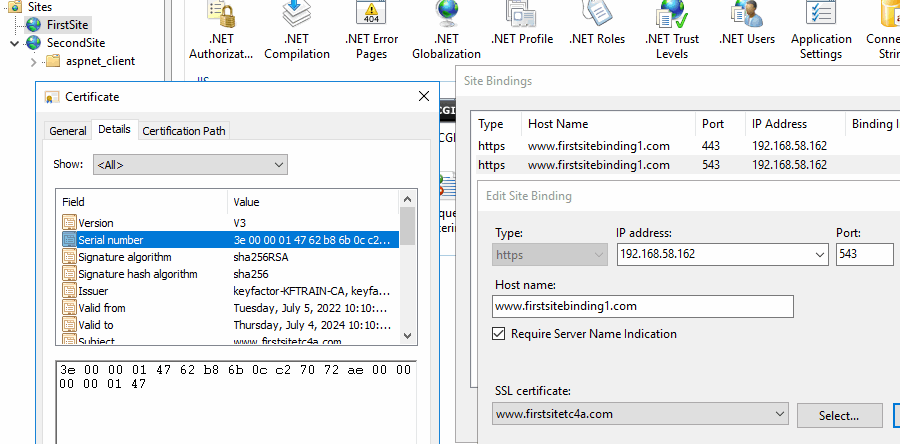 Sites
FirstSite
SecondSite
aspnet_client
.NET Authorizat...
.NET Compilation
404
.NET Error Pages
.NET Globalization
.NET Profile
.NET Roles
.NET Trust Levels
.NET Users
Application Settings
IIS
CGI
Certificate
General
Details
Certification Path
Show:
<All>
Field
Value
Version
V3
Serial number
3e 00 00 01 47 62 b8 6b 0c c2...
Signature algorithm
sha256RSA
Signature hash algorithm
sha256
Issuer
keyfactor-KFTRAIN-CA, keyfa...
Valid from
Tuesday, July 5, 2022 10:10:...
Valid to
Thursday, July 4, 2024 10:10:...
Subject
www.firstsitetc4a.com
3e 00 00 01 47 62 b8 6b 0c c2 70 72 ae 00 00
00 00 01 47
Site Bindings
Type
Host Name
Port
IP Address
Binding I
https
www.firstsitebinding1.com
443
192.168.58.162
https
www.firstsitebinding1.com
543
192.168.58.162
Edit Site Binding
Type:
IP address:
Port:
https
192.168.58.162
543
Host name:
www.firstsitebinding1.com
Require Server Name Indication
SSL certificate:
www.firstsitetc4a.com
Select...